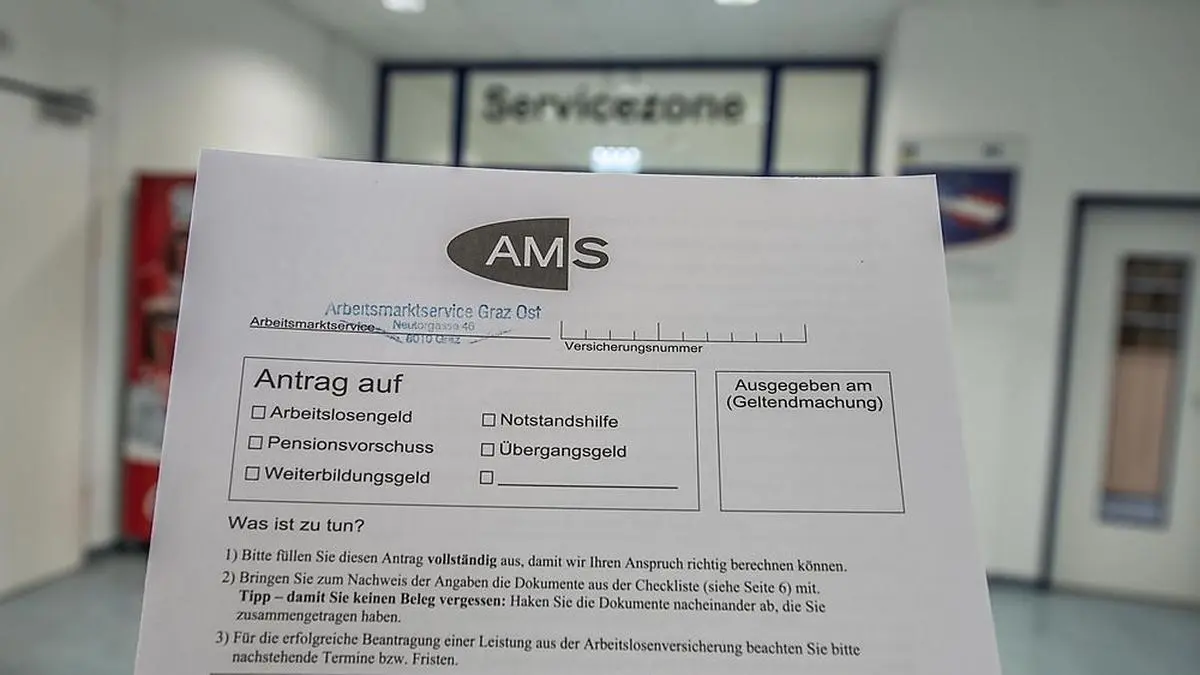 Servicezone
AMS
Arbeitsmarktservice Graz Ost
Neutorgasse 46
8010 Graz
Arbeitsmarktservice
Versicherungsnummer
Antrag auf
Arbeitslosengeld
Notstandshilfe
Pensionsvorschuss
Übergangsgeld
Weiterbildungsgeld
Ausgegeben am
(Geltendmachung)
Was ist zu tun?
1) Bitte füllen Sie diesen Antrag vollständig aus, damit wir Ihren Anspruch richtig berechnen können.
2) Bringen Sie zum Nachweis der Angaben die Dokumente aus der Checkliste (siehe Seite 6) mit.
Tipp – damit Sie keinen Beleg vergessen: Haken Sie die Dokumente nacheinander ab, die Sie
zusammengetragen haben.
3) Für die erfolgreiche Beantragung einer Leistung aus der Arbeitslosenversicherung beachten Sie bitte
nachstehende Termine bzw. Fristen.